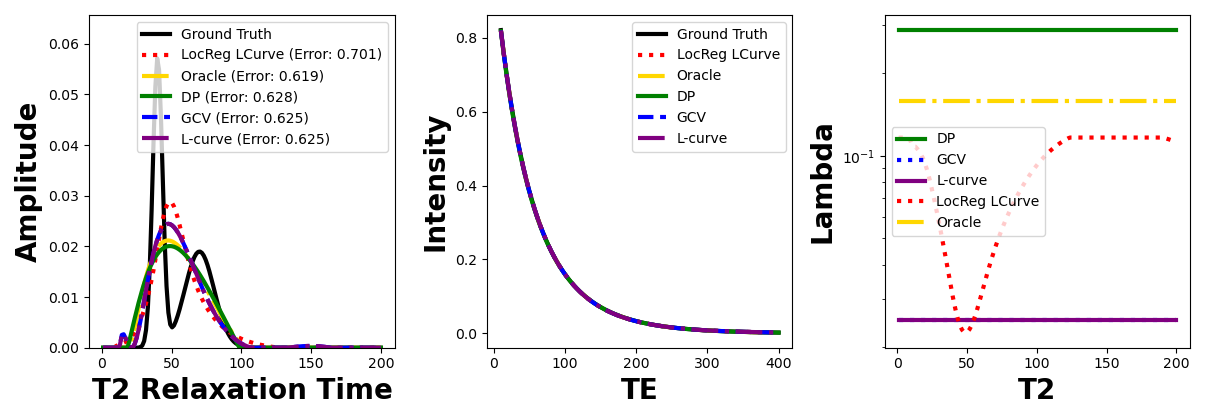 Amplitude
0.06
0.05
0.04
0.03
0.02
0.01
0.00
Ground Truth
LocReg LCurve (Error: 0.701)
Oracle (Error: 0.619)
DP (Error: 0.628)
GCV (Error: 0.625)
L-curve (Error: 0.625)
0 50 100 150 200
T2 Relaxation Time
Intensity
0.8
0.6
0.4
0.2
0.0
Ground Truth
LocReg LCurve
Oracle
DP
GCV
L-curve
0 100 200 300 400
TE
Lambda
10⁻¹
DP
GCV
L-curve
LocReg LCurve
Oracle
0 50 100 150 200
T2